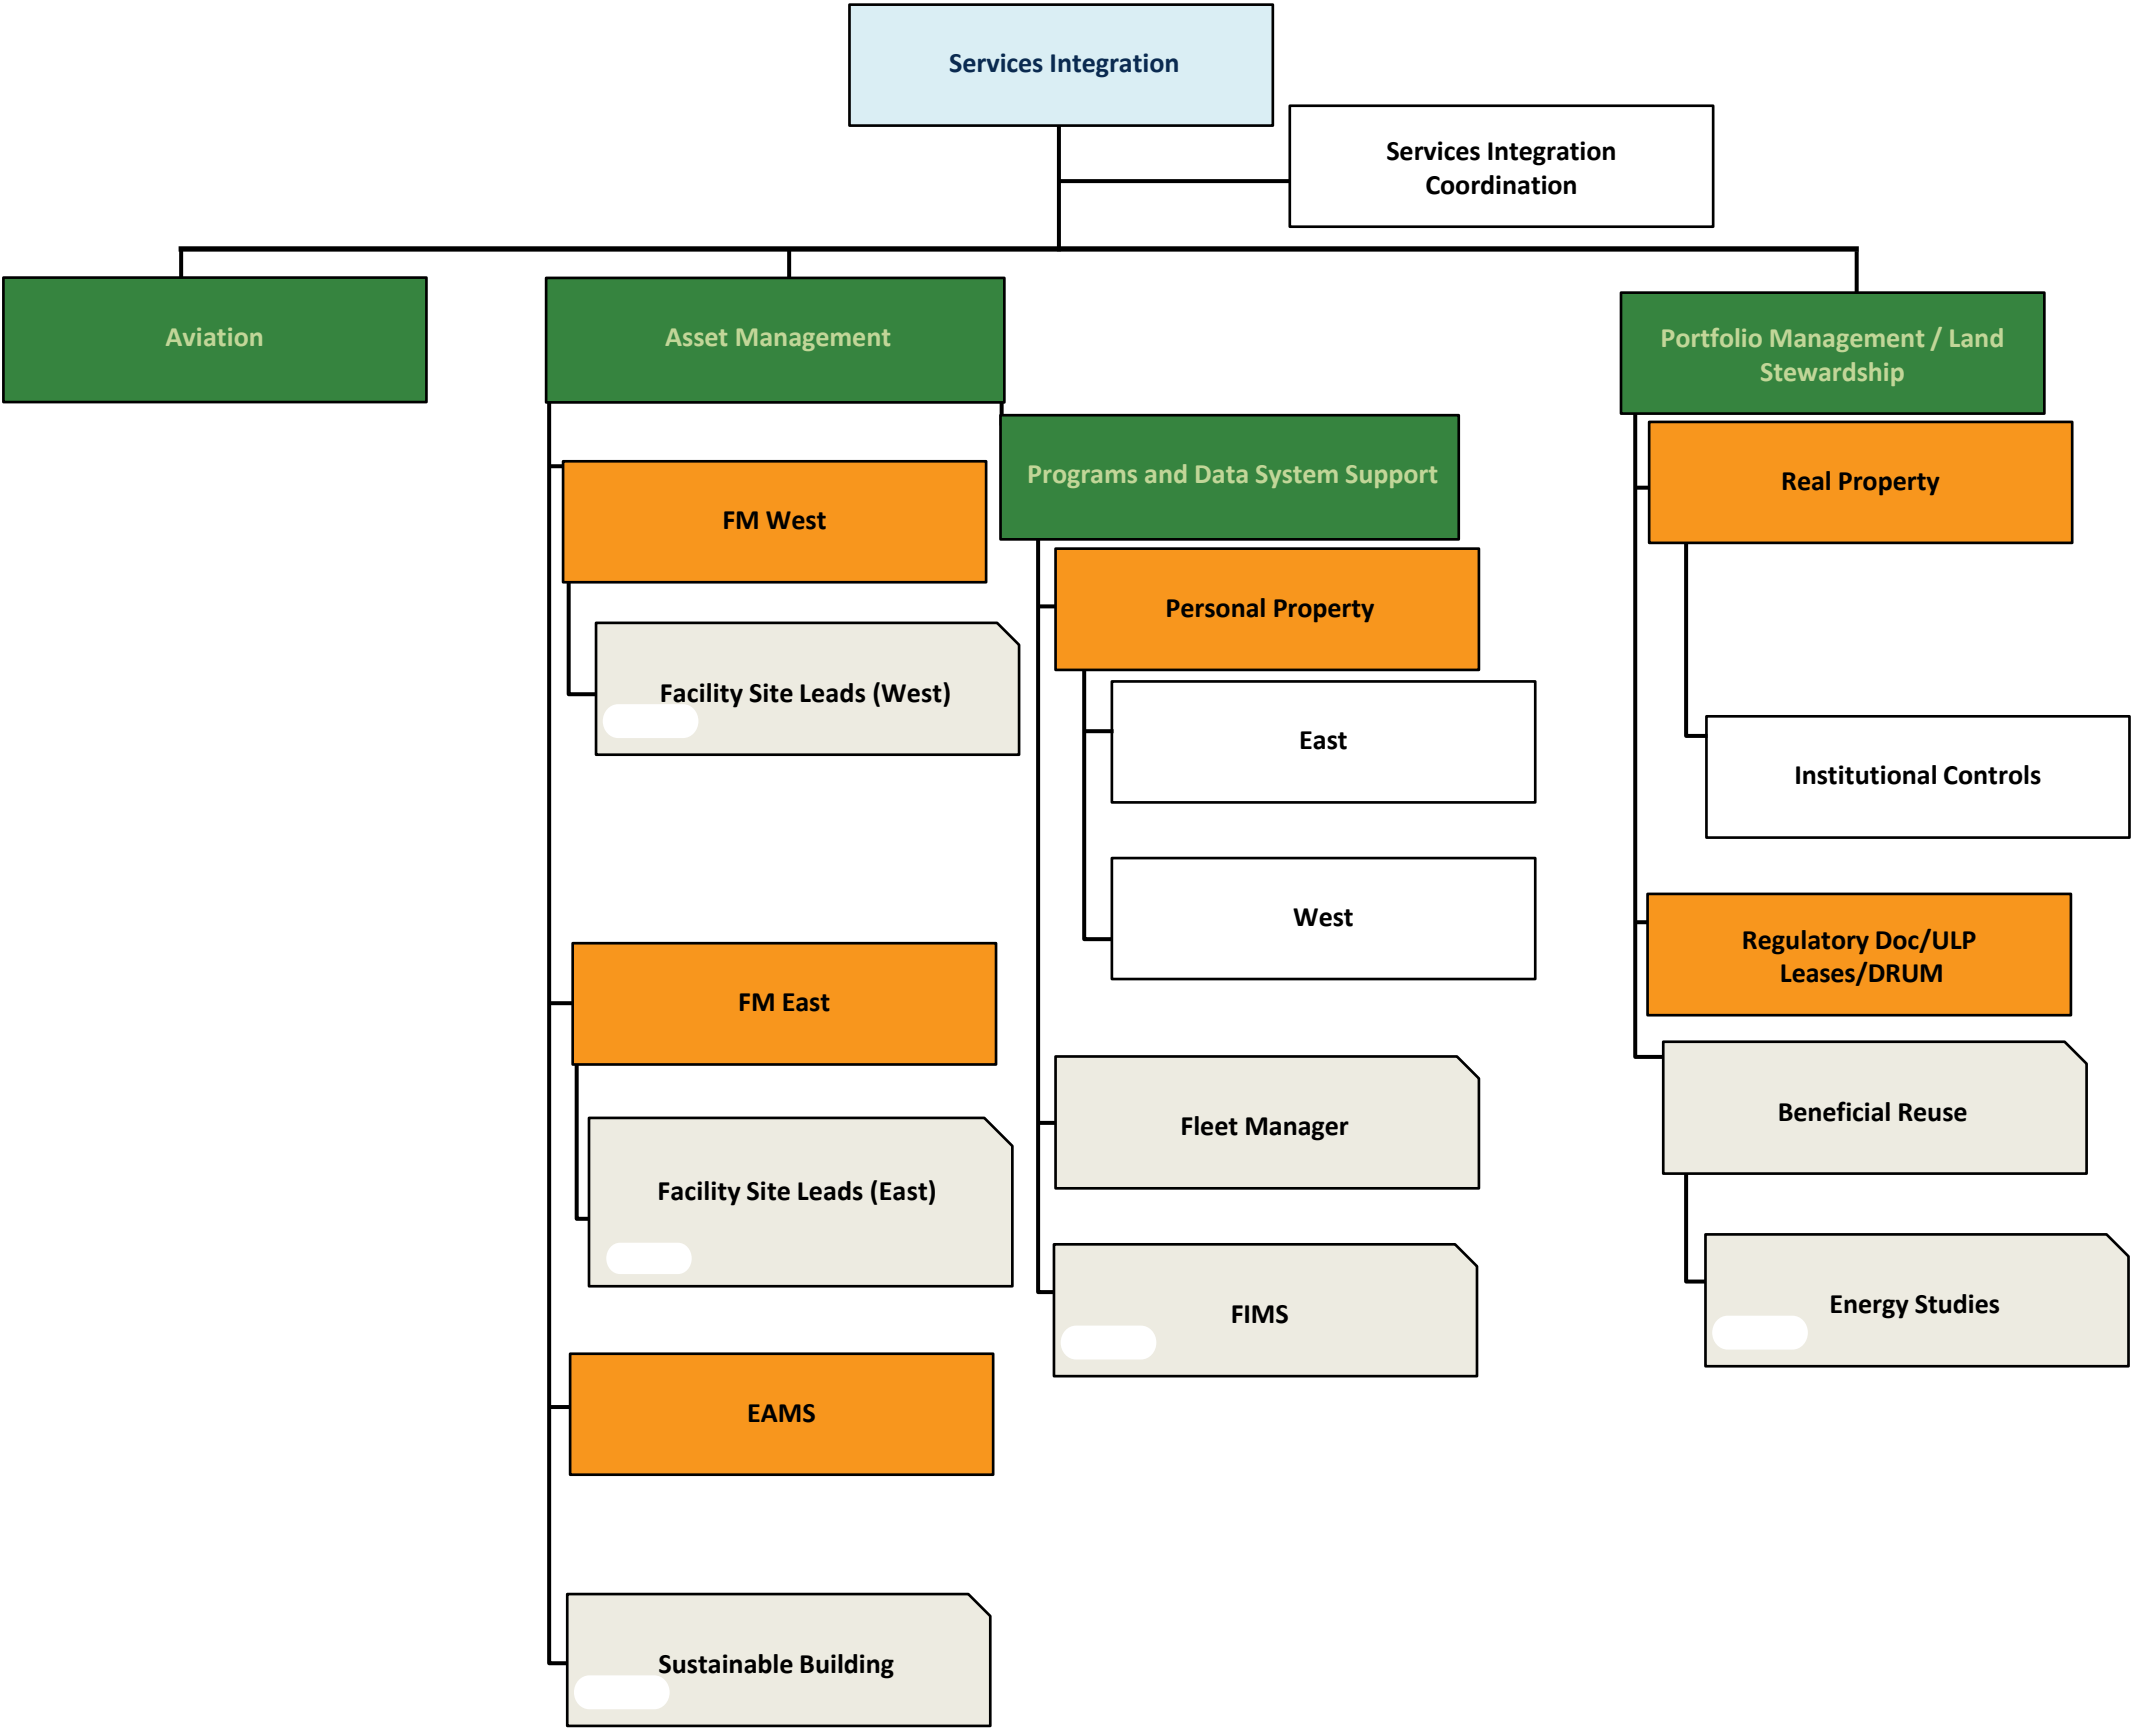 Services Integration
Services Integration
Coordination
Aviation
Asset Management
Portfolio Management / Land
Stewardship
Programs and Data System Support
Real Property
FM West
Personal Property
Facility Site Leads (West)
East
Institutional Controls
West
Regulatory Doc/ULP
Leases/DRUM
FM East
Fleet Manager
Beneficial Reuse
Facility Site Leads (East)
FIMS
Energy Studies
EAMS
Sustainable Building